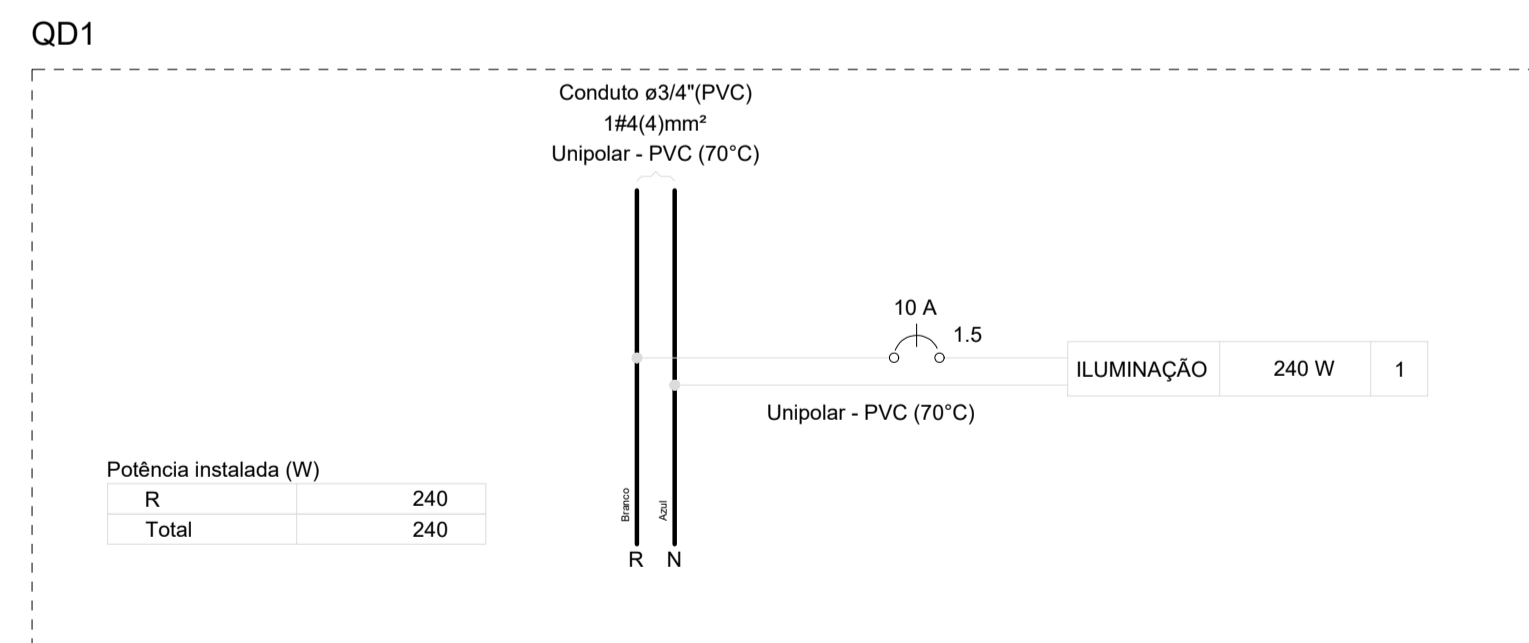 QD1
Conduto ø3/4"(PVC)
1#4(4)mm²
Unipolar - PVC (70°C)
10 A
1.5
ILUMINAÇÃO 240 W 1
Unipolar - PVC (70°C)
Potência instalada (W)
R 240
Total 240
Branco
Azul
R N